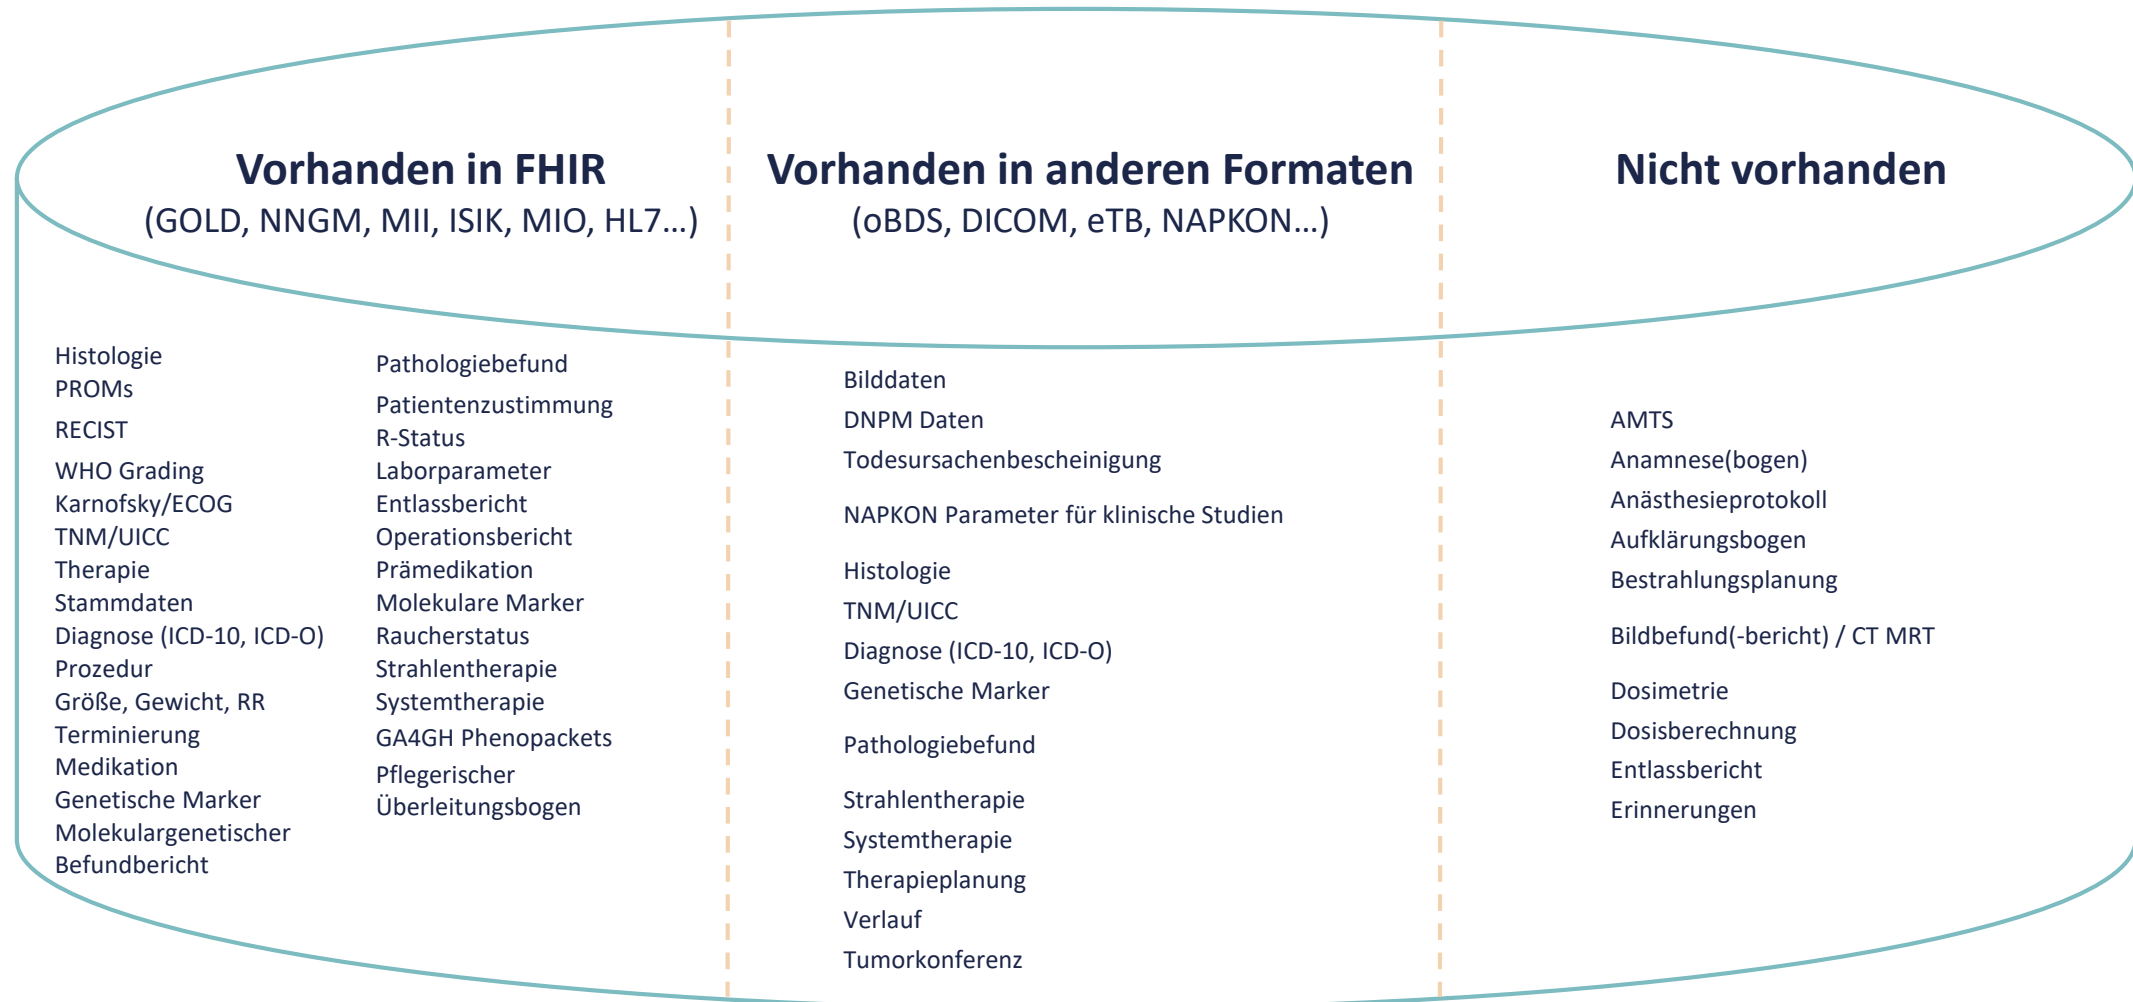 Vorhanden in FHIR
(GOLD, NNGM, MII, ISIK, MIO, HL7…)
Histologie
PROMs
RECIST
WHO Grading
Karnofsky/ECOG
TNM/UICC
Therapie
Stammdaten
Diagnose (ICD-10, ICD-O)
Prozedur
Größe, Gewicht, RR
Terminierung
Medikation
Genetische Marker
Molekulargenetischer
Befundbericht
Pathologiebefund
Patientenzustimmung
R-Status
Laborparameter
Entlassbericht
Operationsbericht
Prämedikation
Molekulare Marker
Raucherstatus
Strahlentherapie
Systemtherapie
GA4GH Phenopackets
Pflegerischer
Überleitungsbogen
Vorhanden in anderen Formaten
(oBDS, DICOM, eTB, NAPKON…)
Bilddaten
DNPM Daten
Todesursachenbescheinigung
NAPKON Parameter für klinische Studien
Histologie
TNM/UICC
Diagnose (ICD-10, ICD-O)
Genetische Marker
Pathologiebefund
Strahlentherapie
Systemtherapie
Therapieplanung
Verlauf
Tumorkonferenz
Nicht vorhanden
AMTS
Anamnese(bogen)
Anästhesieprotokoll
Aufklärungsbogen
Bestrahlungsplanung
Bildbefund(-bericht) / CT MRT
Dosimetrie
Dosisberechnung
Entlassbericht
Erinnerungen